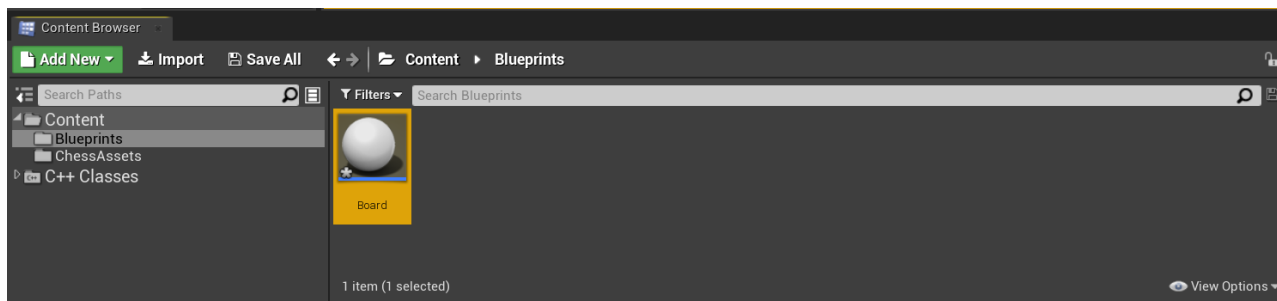 Content Browser
Add New Import Save All Content Blueprints
Search Paths
Filters Search Blueprints
Content
Blueprints
ChessAssets
C++ Classes
Board
1 item (1 selected)
View Options